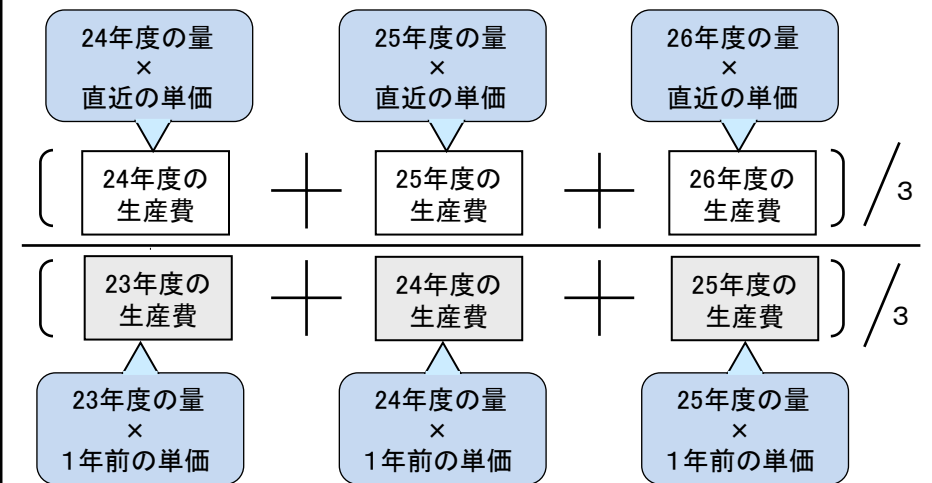 24年度の量
×
直近の単価
25年度の量
×
直近の単価
26年度の量
×
直近の単価
24年度の
生産費
+
25年度の
生産費
+
26年度の
生産費
/3
23年度の
生産費
+
24年度の
生産費
+
25年度の
生産費
/3
23年度の量
×
1年前の単価
24年度の量
×
1年前の単価
25年度の量
×
1年前の単価